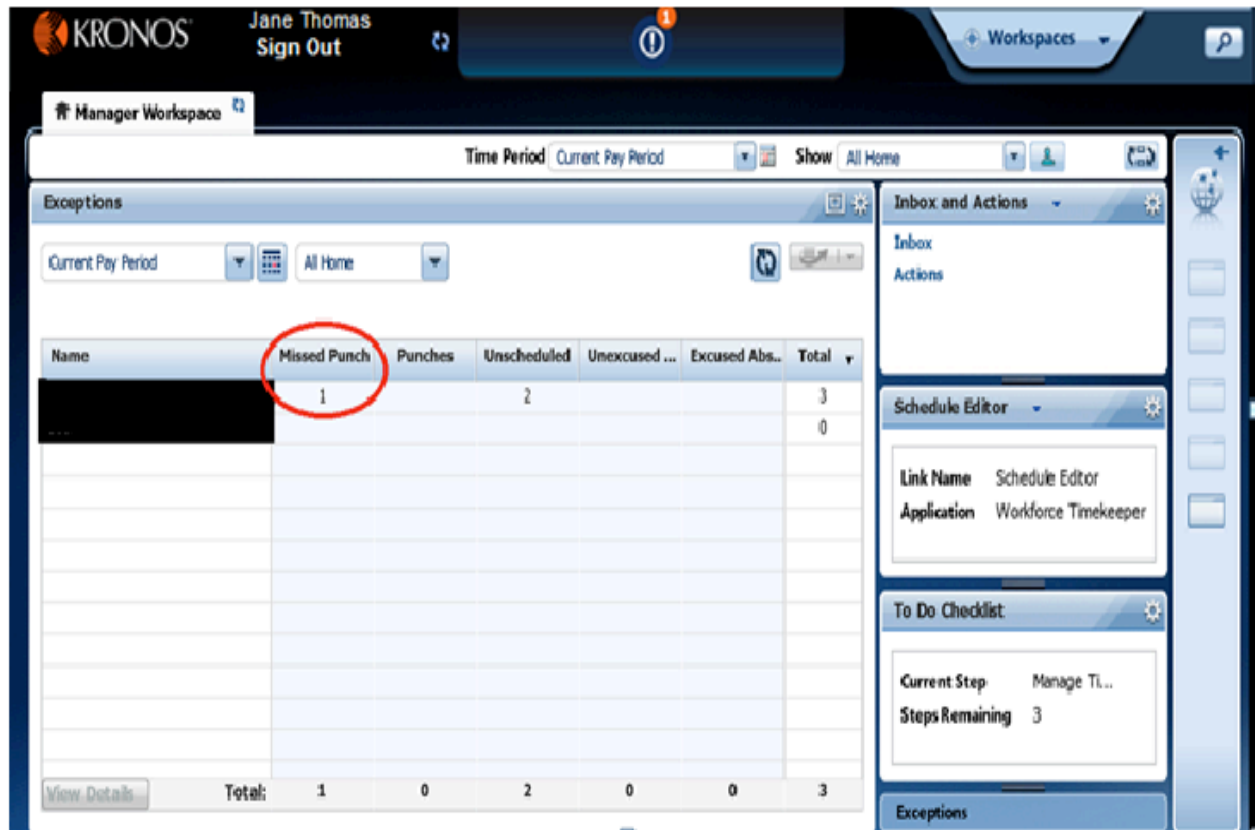 KRONOS
Jane Thomas
Sign Out
1
Workspaces
Manager Workspace
Time Period Current Pay Period Show All Home
Exceptions
Current Pay Period All Home
Name Missed Punch Punches Unscheduled Unexcused ... Excused Abs... Total
1 2 3
0
View Details Total: 1 0 2 0 0 3
Inbox and Actions
Inbox
Actions
Schedule Editor
Link Name Schedule Editor
Application Workforce Timekeeper
To Do Checklist
Current Step Manage Ti...
Steps Remaining 3
Exceptions